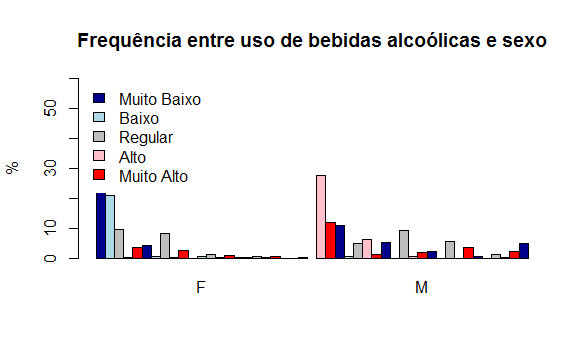 Frequência entre uso de bebidas alcoólicas e sexo
%
50
30
10
0
Muito Baixo
Baixo
Regular
Alto
Muito Alto
F
M